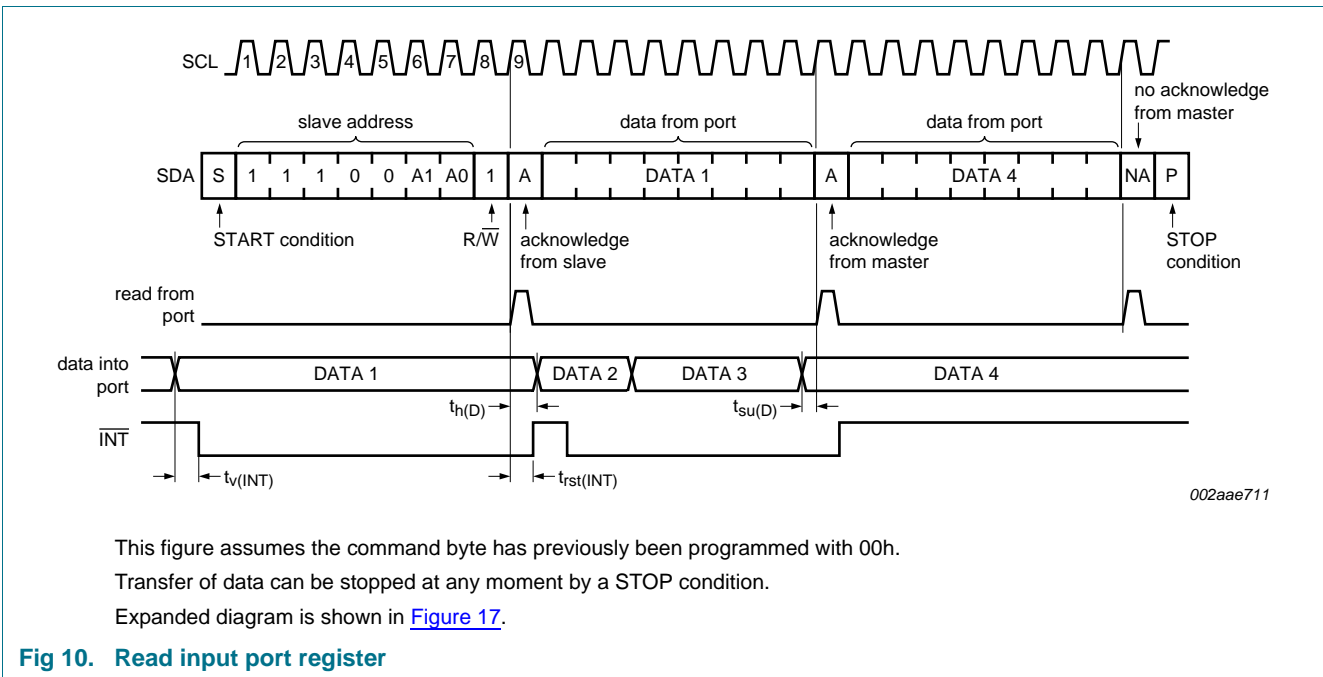 SCL 1 2 3 4 5 6 7 8 9
no acknowledge
from master
slave address data from port data from port
SDA S 1 1 1 0 0 A1 A0 1 A DATA 1 A DATA 4 NA P
START condition R/W acknowledge
from slave acknowledge
from master STOP
condition
read from
port
data into
port DATA 1 DATA 2 DATA 3 DATA 4
th(D) tsu(D)
INT
tv(INT) trst(INT)
002aae711
This figure assumes the command byte has previously been programmed with 00h.
Transfer of data can be stopped at any moment by a STOP condition.
Expanded diagram is shown in Figure 17.
Fig 10. Read input port register